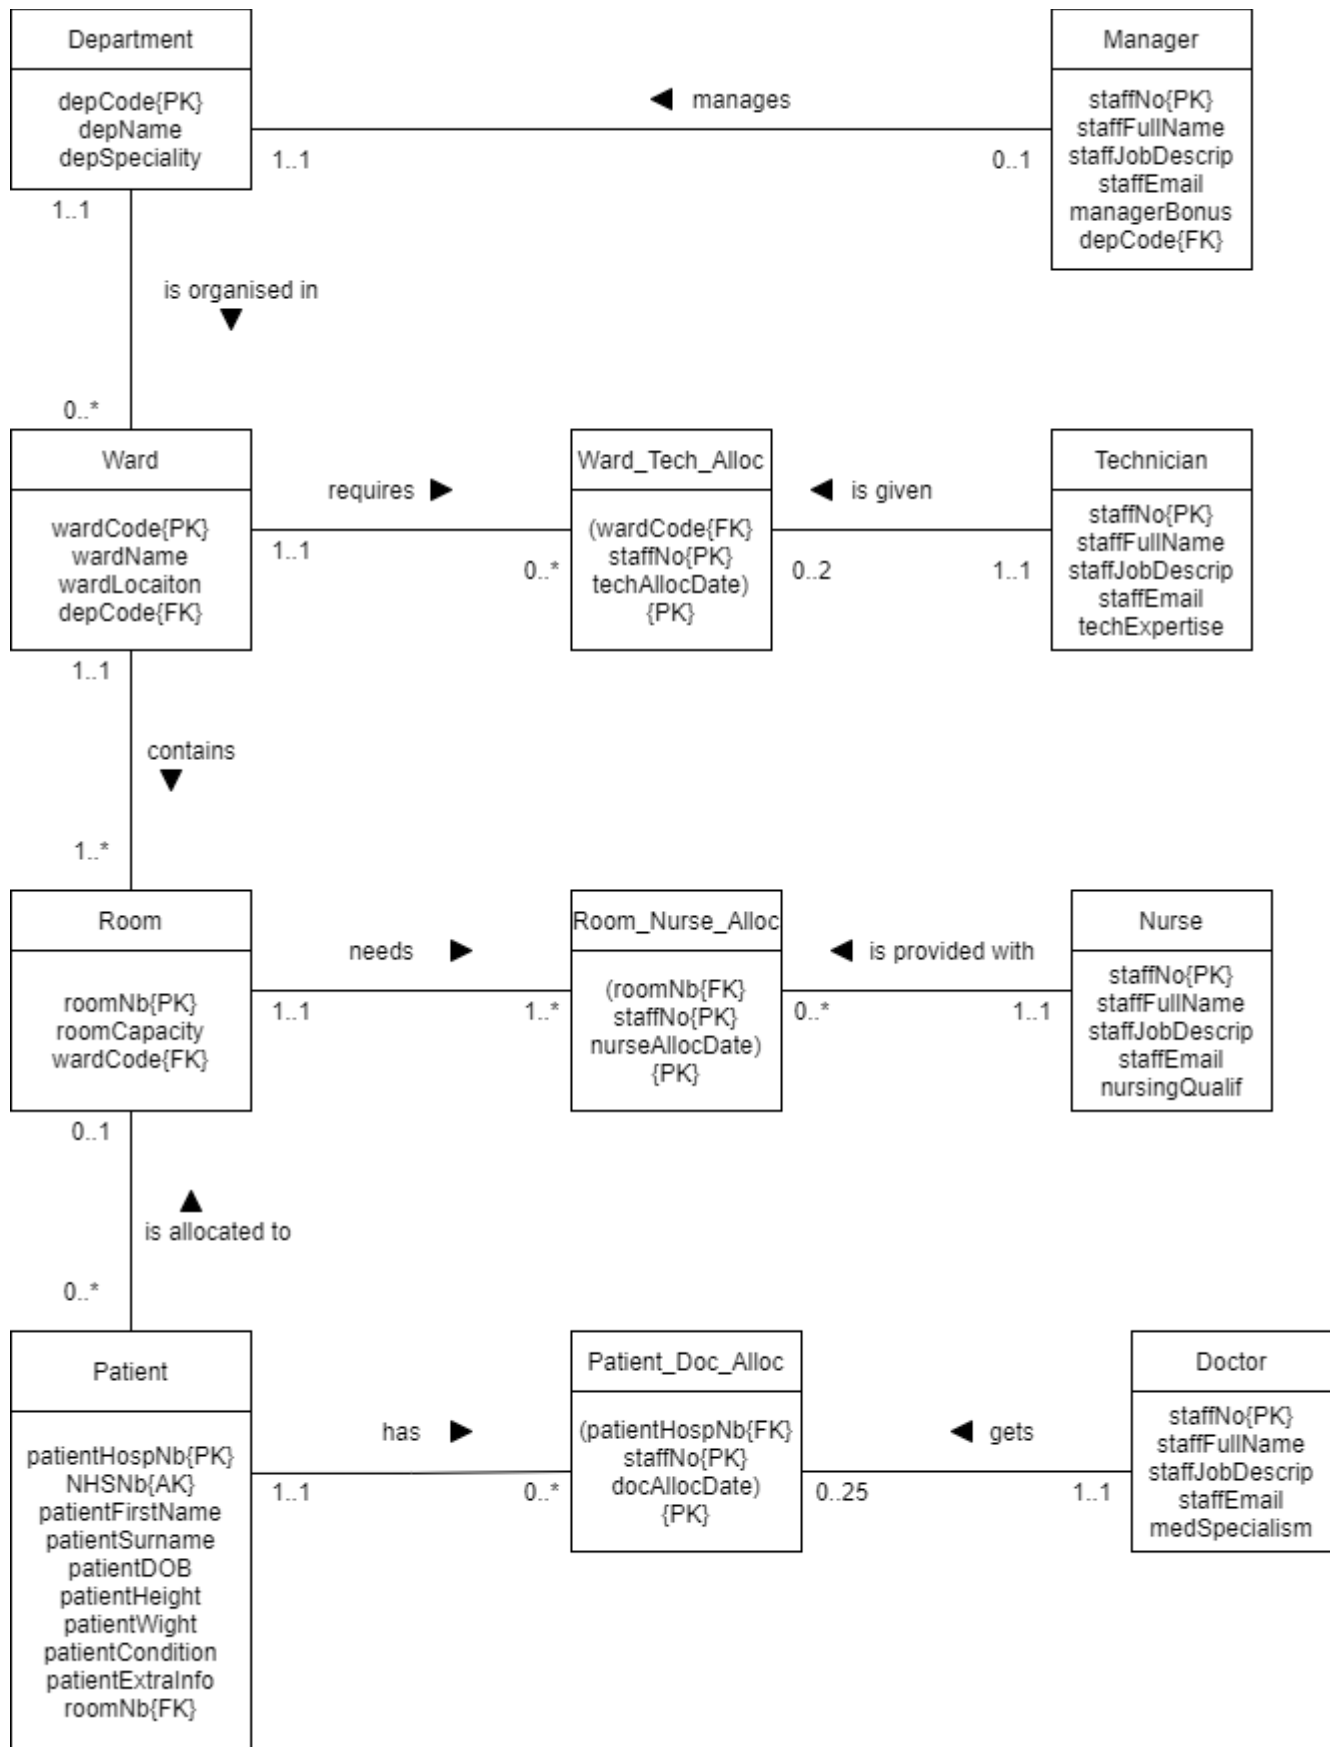 Department
depCode{PK}
depName
depSpeciality
manages
1..1
0..1
Manager
staffNo{PK}
staffFullName
staffJobDescrip
staffEmail
managerBonus
depCode{FK}
1..1
is organised in
0..*
Ward
wardCode{PK}
wardName
wardLocaiton
depCode{FK}
requires
1..1
0..*
Ward_Tech_Alloc
(wardCode{FK}
staffNo{PK}
techAllocDate)
{PK}
is given
0..2
1..1
Technician
staffNo{PK}
staffFullName
staffJobDescrip
staffEmail
techExpertise
1..1
contains
1..*
Room
roomNb{PK}
roomCapacity
wardCode{FK}
needs
1..1
1..*
Room_Nurse_Alloc
(roomNb{FK}
staffNo{PK}
nurseAllocDate)
{PK}
is provided with
0..*
1..1
Nurse
staffNo{PK}
staffFullName
staffJobDescrip
staffEmail
nursingQualif
0..1
is allocated to
0..*
Patient
patientHospNb{PK}
NHSNb{AK}
patientFirstName
patientSurname
patientDOB
patientHeight
patientWight
patientCondition
patientExtraInfo
roomNb{FK}
has
1..1
0..*
Patient_Doc_Alloc
(patientHospNb{FK}
staffNo{PK}
docAllocDate)
{PK}
gets
0..25
1..1
Doctor
staffNo{PK}
staffFullName
staffJobDescrip
staffEmail
medSpecialism